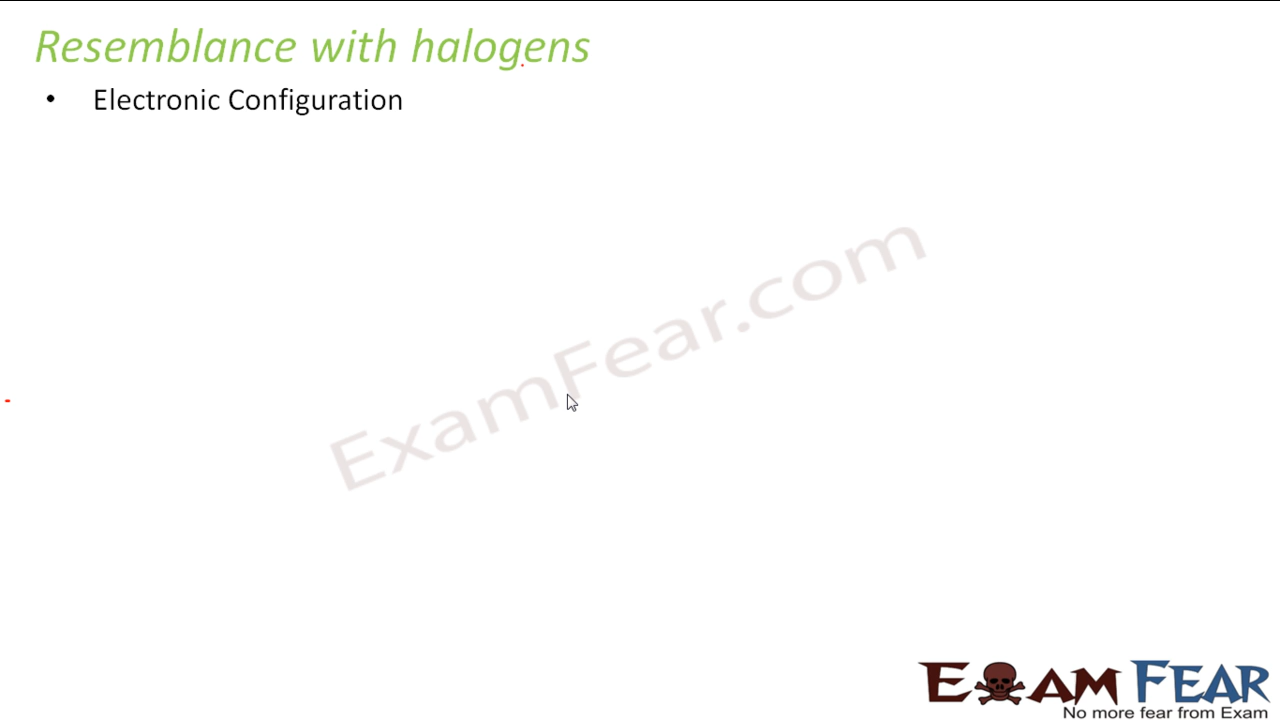 Resemblance with halogens
• Electronic Configuration
ExamFear.com
EXAM FEAR
No more fear from Exam